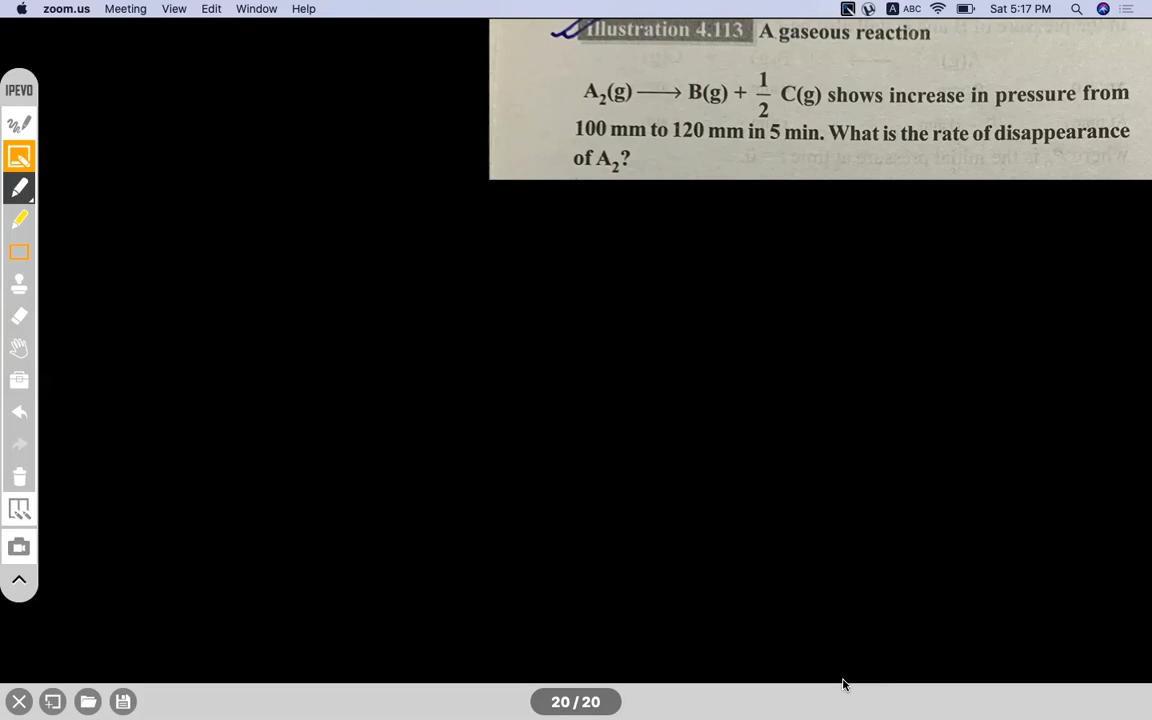 zoom.us Meeting View Edit Window Help A ABC Sat 5:17 PM
IPEVO
Illustration 4.113 A gaseous reaction
A₂(g) ⟶ B(g) + 1/2 C(g) shows increase in pressure from
100 mm to 120 mm in 5 min. What is the rate of disappearance
of A₂?
20 / 20